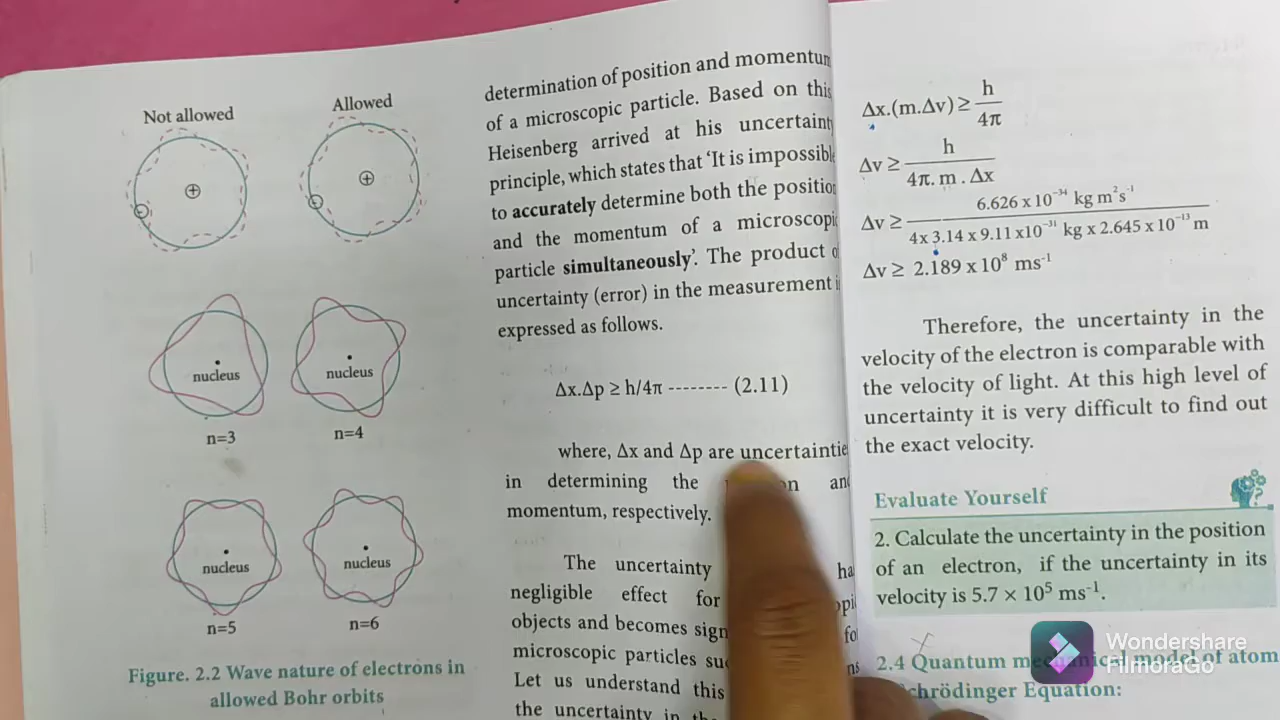 Not allowed
Allowed
nucleus
nucleus
n=3
n=4
nucleus
nucleus
n=5
n=6
Figure. 2.2 Wave nature of electrons in
allowed Bohr orbits
determination of position and momentum
of a microscopic particle. Based on this
Heisenberg arrived at his uncertainty
principle, which states that 'It is impossible
to accurately determine both the position
and the momentum of a microscopic
particle simultaneously'. The product
uncertainty (error) in the measurement
expressed as follows.
Δx.Δp ≥ h/4π -------- (2.11)
where, Δx and Δp are uncertainties
in determining the and
momentum, respectively.
The uncertainty
negligible effect for
objects and becomes
microscopic particles
Let us understand this
the uncertainty in the
Δx.(m.Δv) ≥ h/4π
Δv ≥ h/4π. m . Δx
Δv ≥ 6.626 x 10⁻³⁴ kg m² s⁻¹/4x 3.14 x 9.11 x10⁻³¹ kg x 2.645 x 10⁻¹³ m
Δv ≥ 2.189 x 10⁸ ms⁻¹
Therefore, the uncertainty in the
velocity of the electron is comparable with
the velocity of light. At this high level of
uncertainty it is very difficult to find out
the exact velocity.
Evaluate Yourself
2. Calculate the uncertainty in the position
of an electron, if the uncertainty in its
velocity is 5.7 × 10⁵ ms⁻¹.
2.4 Quantum mechanical model of atom
Schrödinger Equation:
Wondershare
FilmoraGo